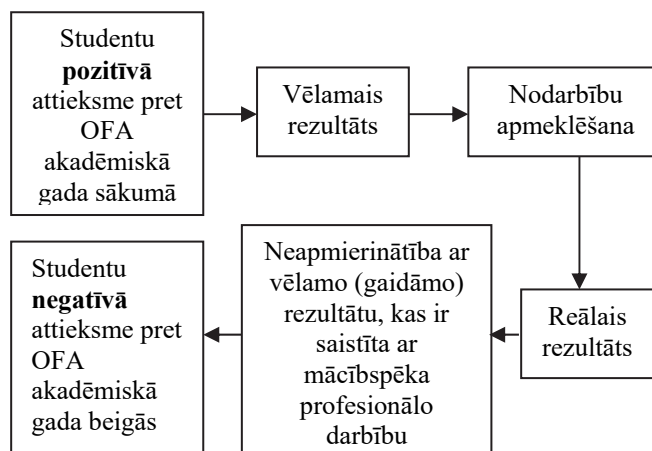 Studentu
pozitīvā
attieksme pret
OFA
akadēmiskā
gada sākumā
Vēlamais
rezultāts
Nodarbību
apmeklēšana
Reālais
rezultāts
Neapmierinātība ar
vēlamo (gaidāmo)
rezultātu, kas ir
saistīta ar
mācībspēka
profesionālo
darbību
Studentu
negatīvā
attieksme pret
OFA
akadēmiskā
gada beigās